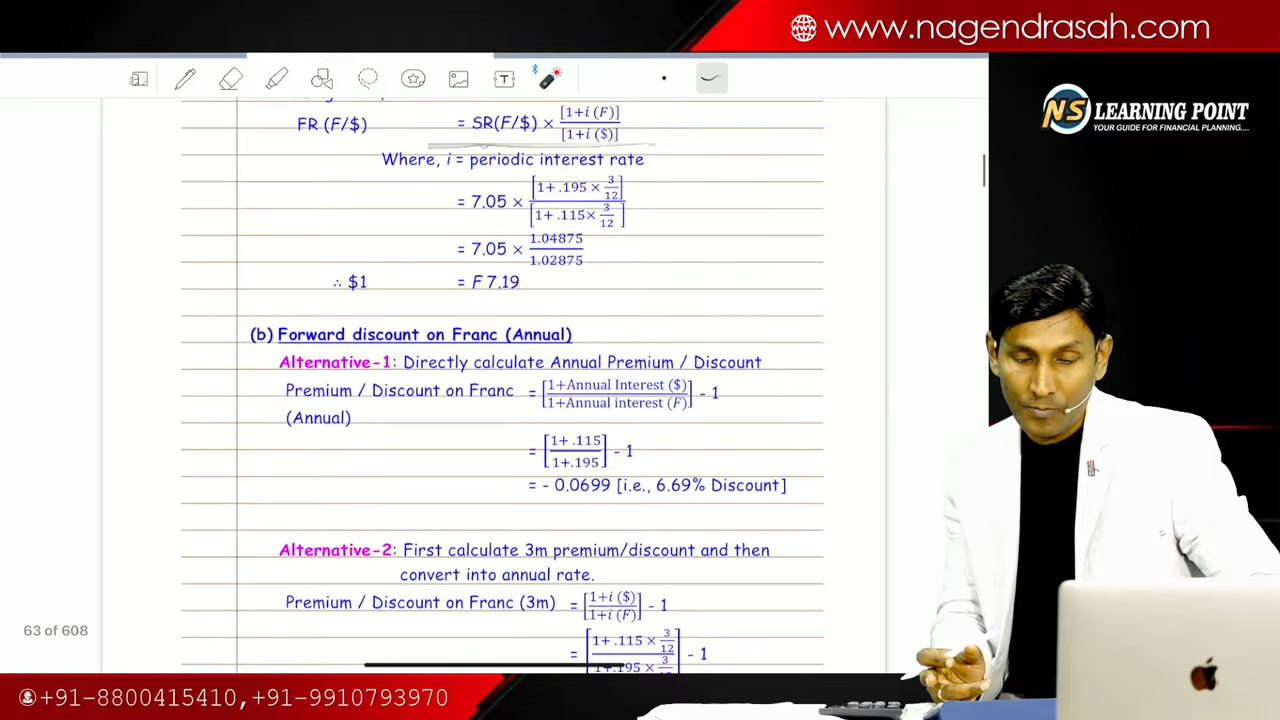 www.nagendrasah.com
NS LEARNING POINT
YOUR GUIDE FOR FINANCIAL PLANNING....
FR (F/$) = SR(F/$) × [1+i (F)] / [1+i ($)]
Where, i = periodic interest rate
= 7.05 × [1+ .195 × 3/12] / [1+ .115× 3/12]
= 7.05 × 1.04875 / 1.02875
∴ $1 = F 7.19
(b) Forward discount on Franc (Annual)
Alternative-1: Directly calculate Annual Premium / Discount
Premium / Discount on Franc = [1+Annual Interest ($) / 1+Annual interest (F)] - 1
(Annual)
= [1+ .115 / 1+.195] - 1
= - 0.0699 [i.e., 6.69% Discount]
Alternative-2: First calculate 3m premium/discount and then
convert into annual rate.
Premium / Discount on Franc (3m) = [1+i ($) / 1+i (F)] - 1
= [1+ .115 × 3/12 / 1+.195 × 3/12] - 1
63 of 608
+91-8800415410,+91-9910793970